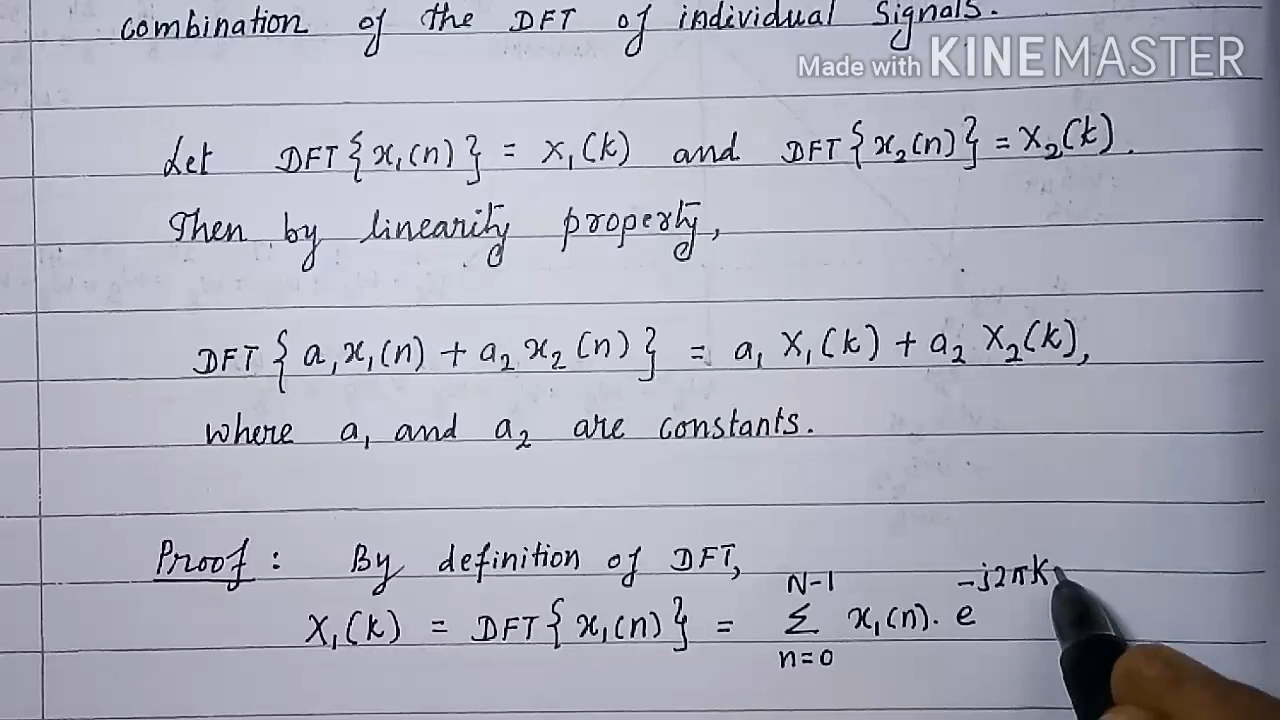 combination of the DFT of individual signals.
Made with KINEMASTER
Let DFT{x₁(n)} = X₁(k) and DFT{x₂(n)} = X₂(k).
Then by linearity property,
DFT{a₁x₁(n) + a₂x₂(n)} = a₁X₁(k) + a₂X₂(k),
where a₁ and a₂ are constants.
Proof: By definition of DFT,
N-1 -j2πk
X₁(k) = DFT{x₁(n)} = Σ x₁(n). e
n=0